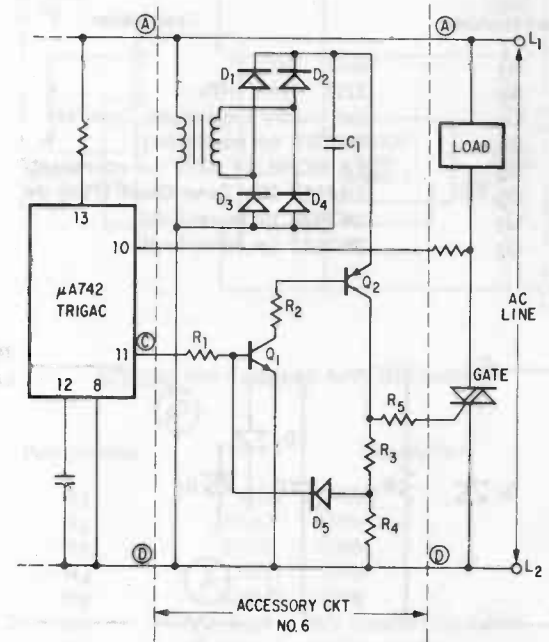 A
A
L1
D1
D2
C1
LOAD
D3
D4
13
10
μA742
TRIGAC
Q2
AC
LINE
R2
11
C
R1
Q1
GATE
12
8
R5
R3
D5
R4
D
D
L2
ACCESSORY CKT
NO. 6